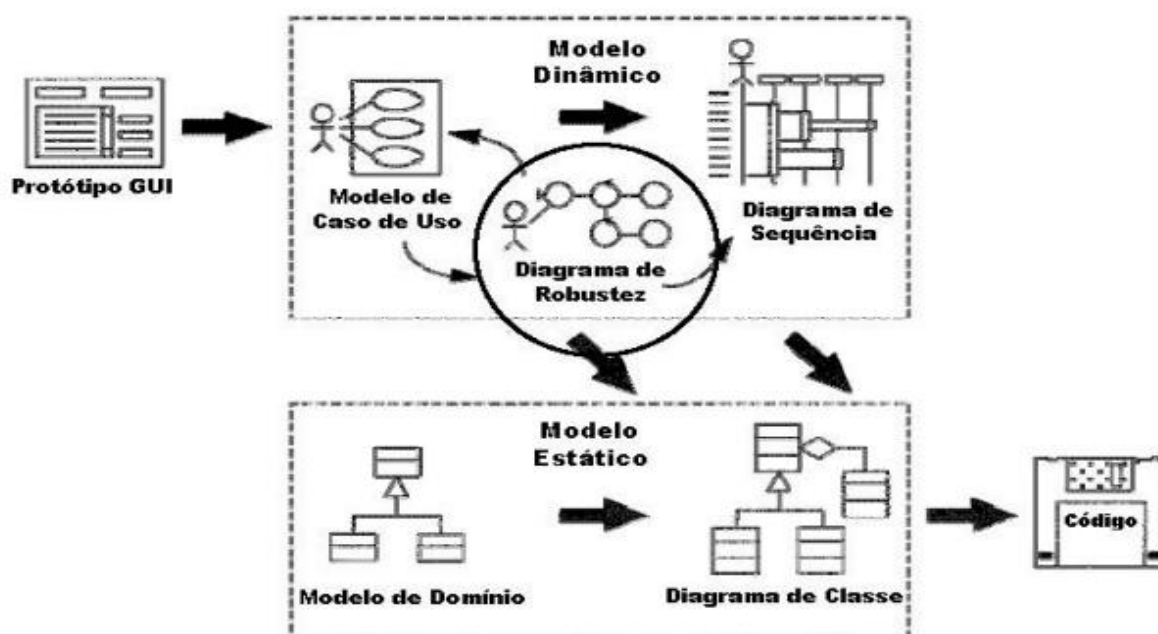 Modelo
Dinâmico
Protótipo GUI
Modelo de
Caso de Uso
Diagrama de
Robustez
Diagrama de
Sequência
Modelo
Estático
Modelo de Domínio
Diagrama de Classe
Código